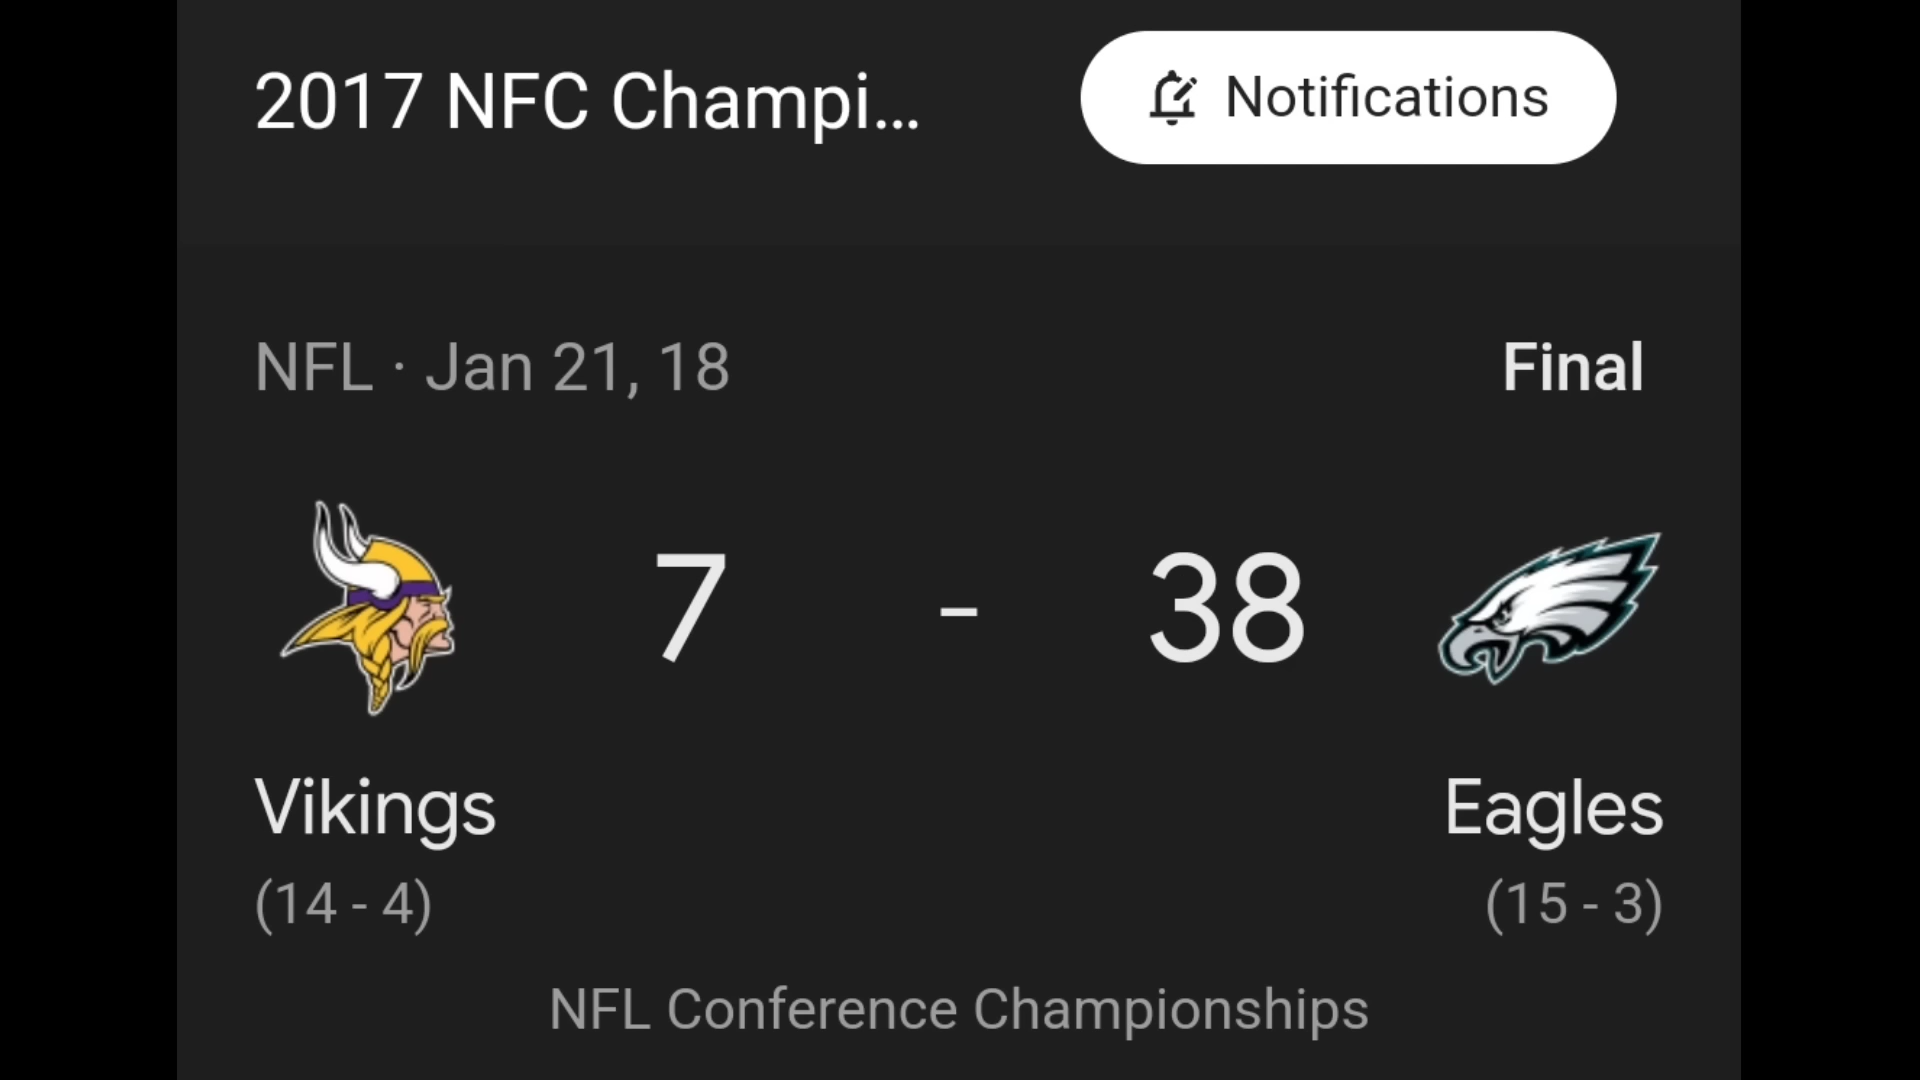 2017 NFC Champi... Notifications
NFL · Jan 21, 18 Final
7 - 38
Vikings Eagles
(14 - 4) (15 - 3)
NFL Conference Championships